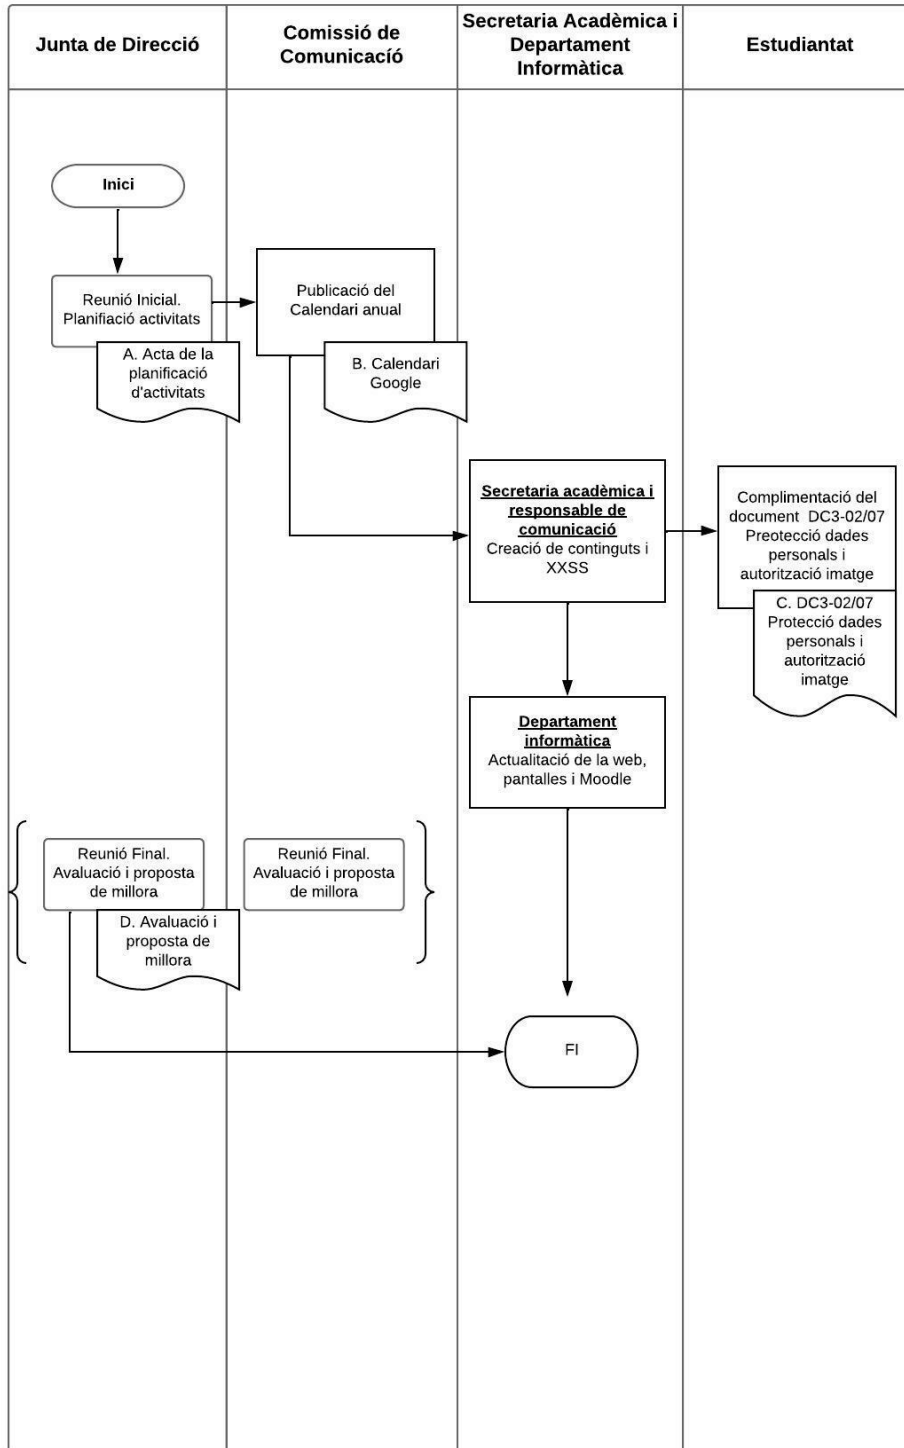 Junta de Direcció
Comissió de
Comunicacíó
Secretaria Acadèmica i
Departament
Informàtica
Estudiantat
Inici
Reunió Inicial.
Planifiació activitats
A. Acta de la
planificació
d'activitats
Publicació del
Calendari anual
B. Calendari
Google
Secretaria acadèmica i
responsable de
comunicació
Creació de continguts i
XXSS
Complimentació del
document DC3-02/07
Preotecció dades
personals i
autorització imatge
C. DC3-02/07
Protecció dades
personals i
autorització
imatge
Departament
informàtica
Actualitació de la web,
pantalles i Moodle
Reunió Final.
Avaluació i proposta
de millora
D. Avaluació i
proposta de
millora
Reunió Final.
Avaluació i proposta
de millora
FI